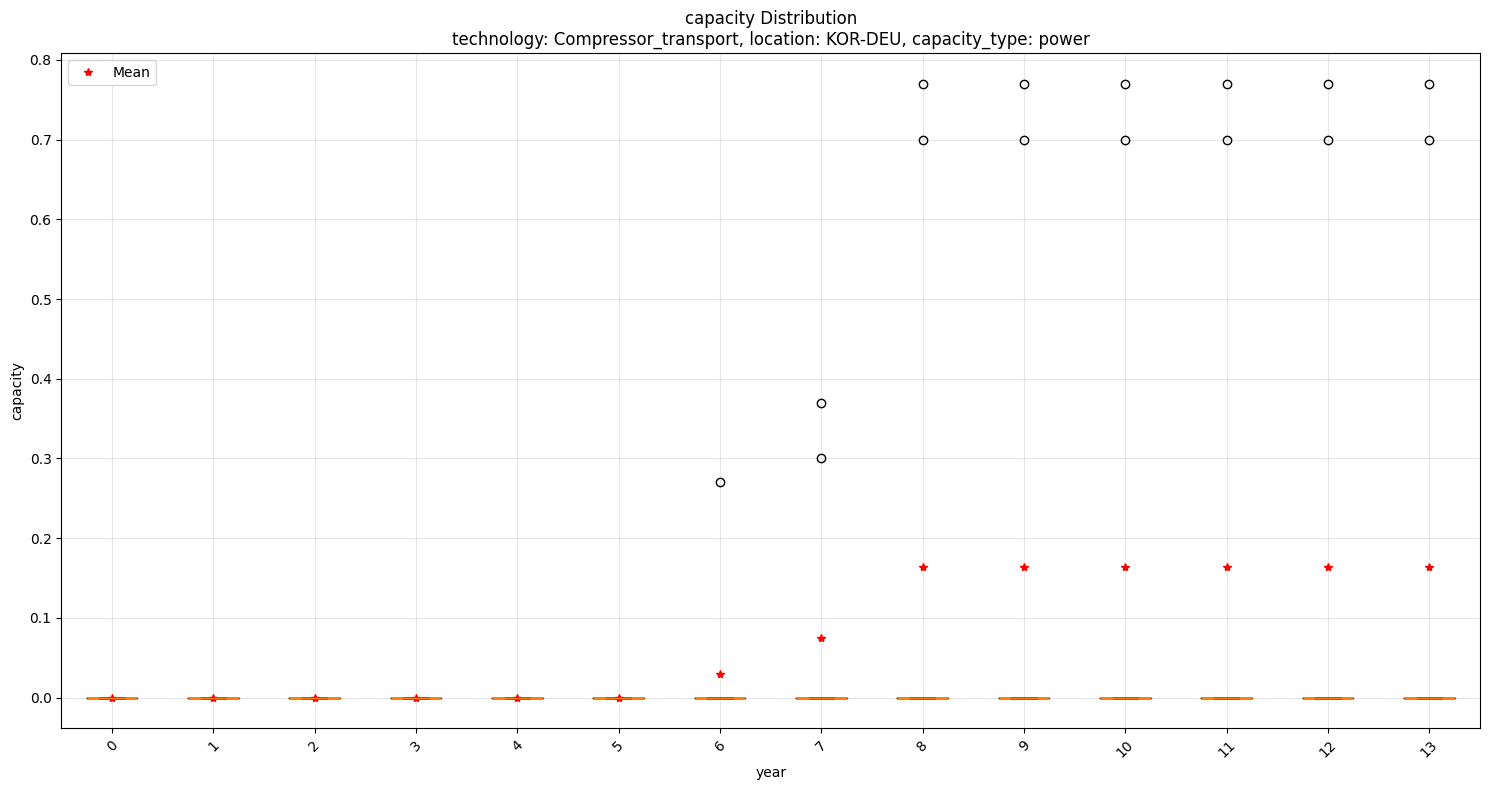 capacity Distribution
technology: Compressor_transport, location: KOR-DEU, capacity_type: power
Mean
0.8
0.7
0.6
0.5
0.4
0.3
0.2
0.1
0.0
capacity
0 1 2 3 4 5 6 7 8 9 10 11 12 13
year